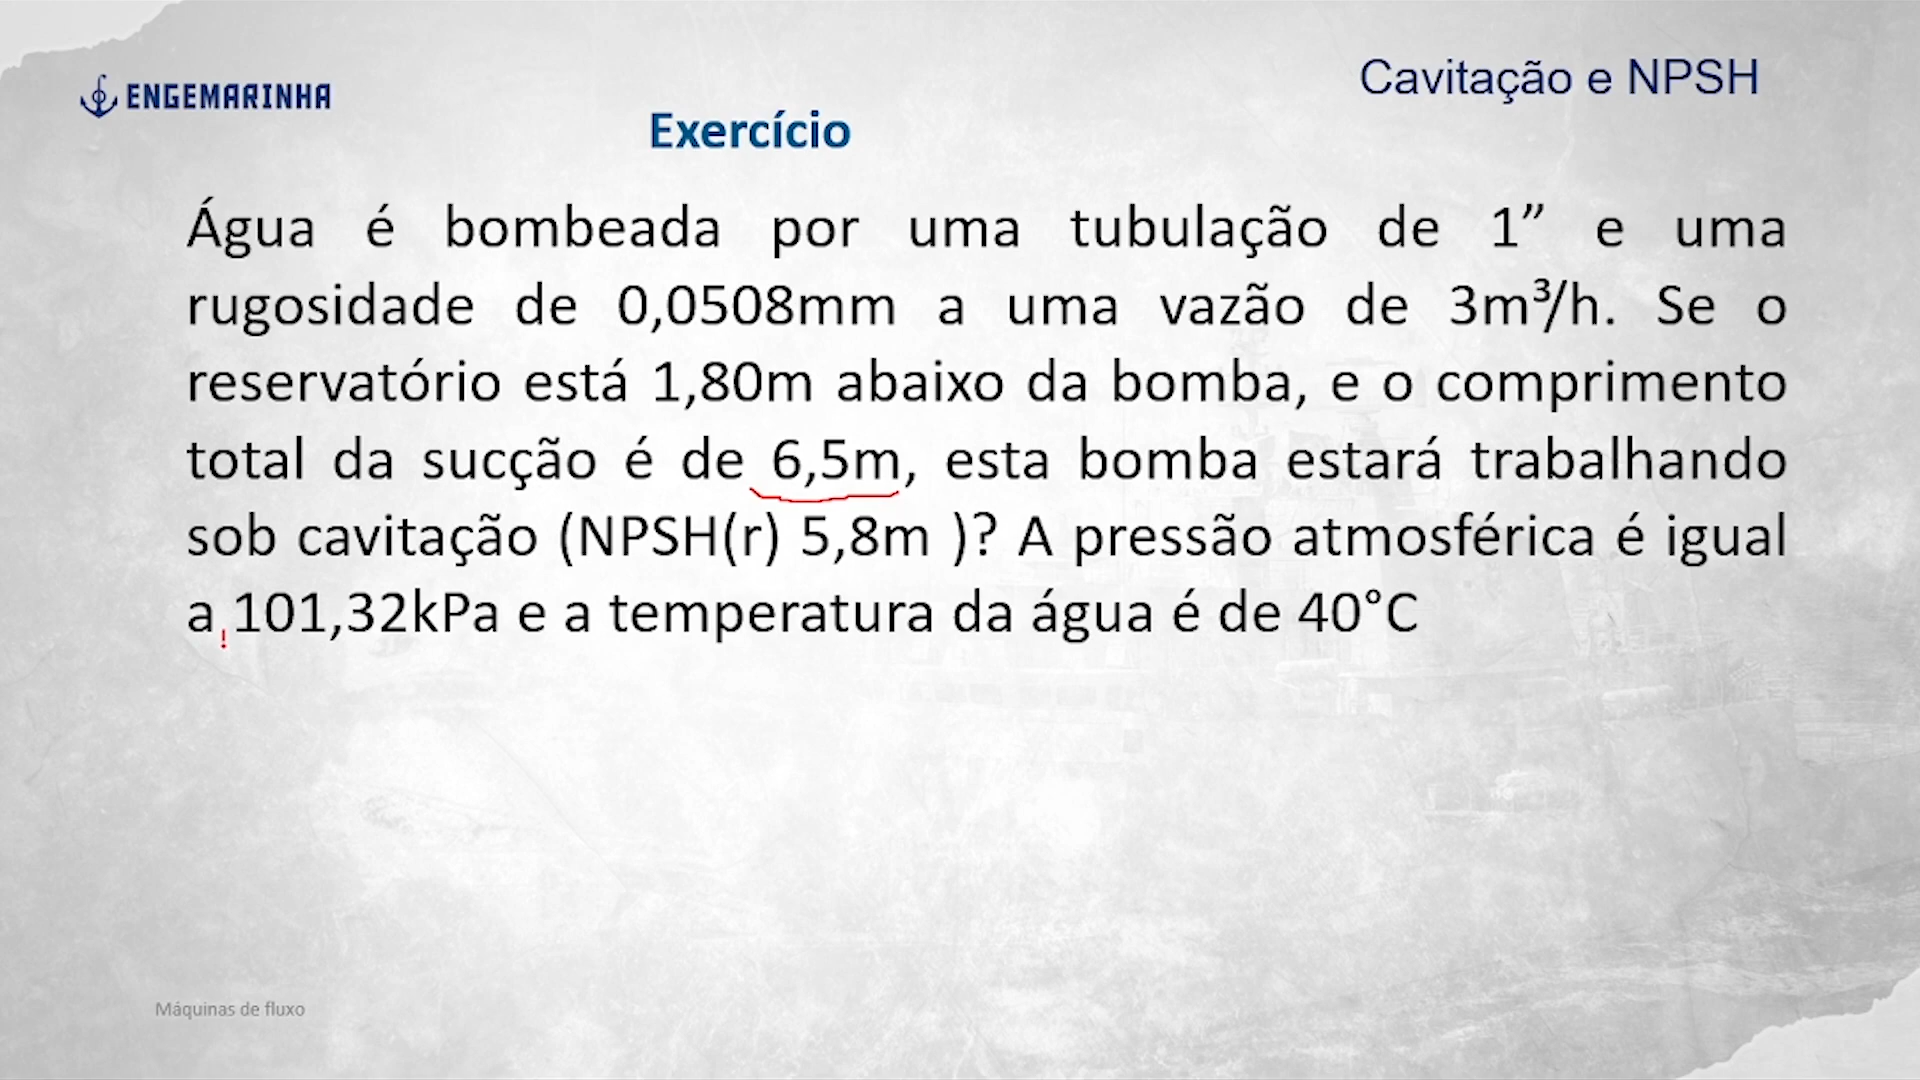 ENGEMARINHA
Cavitação e NPSH
Exercício
Água é bombeada por uma tubulação de 1” e uma
rugosidade de 0,0508mm a uma vazão de 3m³/h. Se o
reservatório está 1,80m abaixo da bomba, e o comprimento
total da sucção é de 6,5m, esta bomba estará trabalhando
sob cavitação (NPSH(r) 5,8m )? A pressão atmosférica é igual
a 101,32kPa e a temperatura da água é de 40°C
Máquinas de fluxo